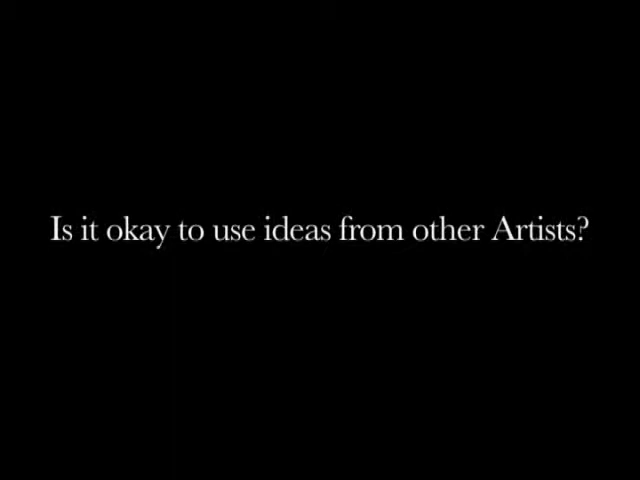 Is it okay to use ideas from other Artists?